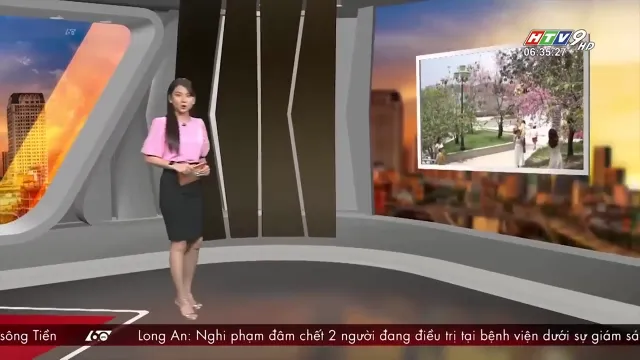 HTV9 HD
06:35:27
sông Tiền 60 Long An: Nghi phạm đâm chết 2 người đang điều trị tại bệnh viện dưới sự giám sá